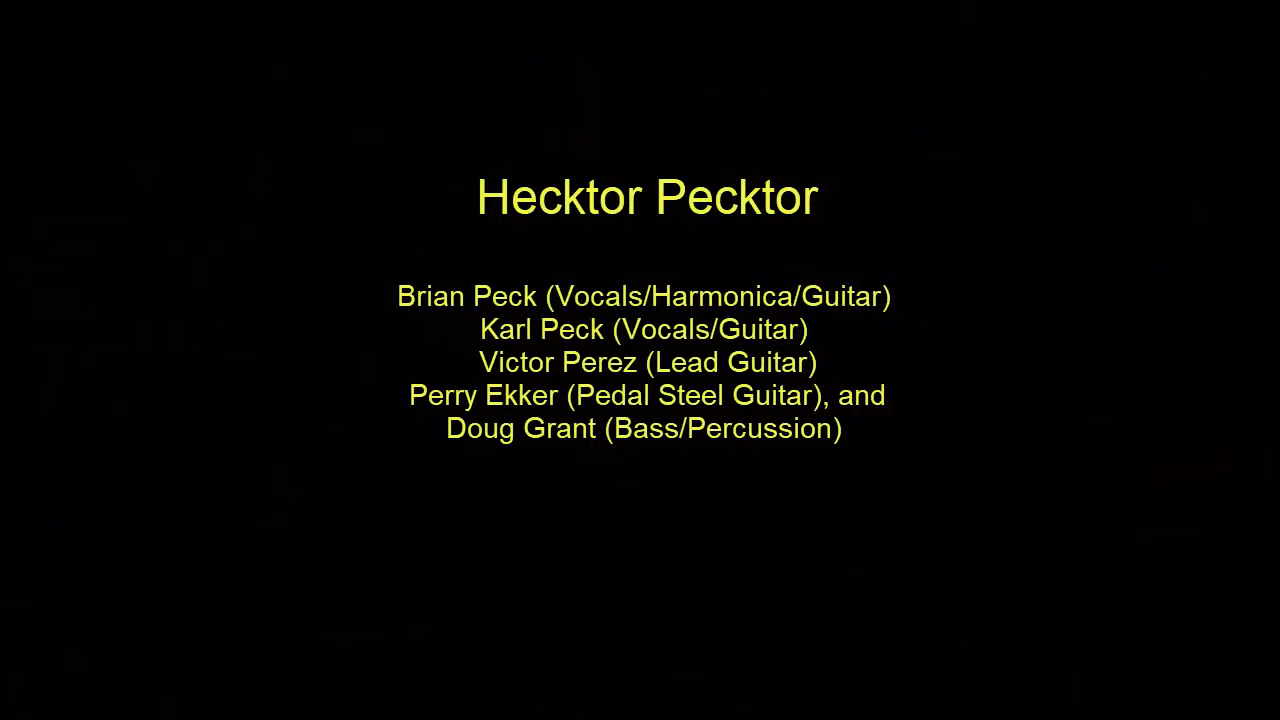 Hecktor Pecktor
Brian Peck (Vocals/Harmonica/Guitar)
Karl Peck (Vocals/Guitar)
Victor Perez (Lead Guitar)
Perry Ekker (Pedal Steel Guitar), and
Doug Grant (Bass/Percussion)